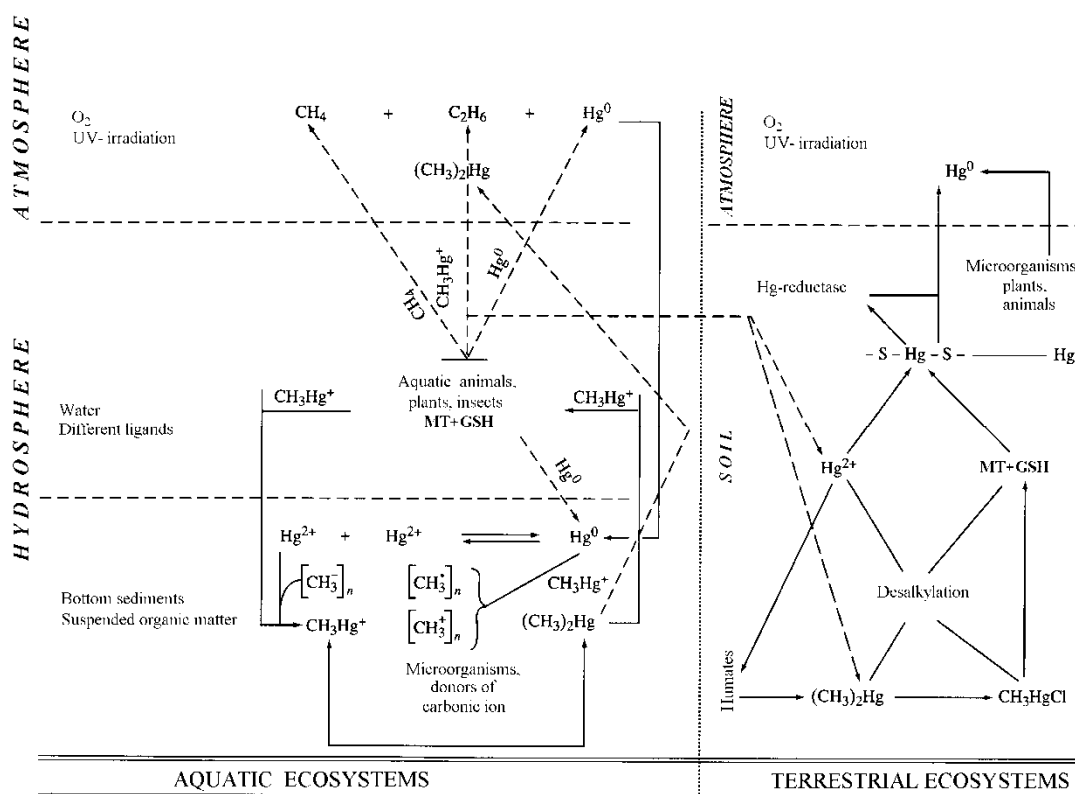 ATMOSPHERE
O₂
UV- irradiation
CH₄ + C₂H₆ + Hg⁰
(CH₃)₂Hg
CH₄
CH₃Hg⁺
Hg⁰
HYDROSPHERE
Water
Different ligands
CH₃Hg⁺
Aquatic animals,
plants, insects
MT+GSH
CH₃Hg⁺
Hg⁰
Hg²⁺ + Hg²⁺
Hg⁰
Bottom sediments
Suspended organic matter
[CH₃⁻]ₙ
[CH₃•]ₙ
CH₃Hg⁺
CH₃Hg⁺
[CH₃⁺]ₙ
(CH₃)₂Hg
Microorganisms,
donors of
carbonic ion
AQUATIC ECOSYSTEMS
ATMOSPHERE
O₂
UV- irradiation
Hg⁰
Microorganisms,
plants,
animals
Hg-reductase
– S – Hg – S –
Hg
SOIL
Hg²⁺
MT+GSH
Desalkylation
Humates
(CH₃)₂Hg
CH₃HgCl
TERRESTRIAL ECOSYSTEMS